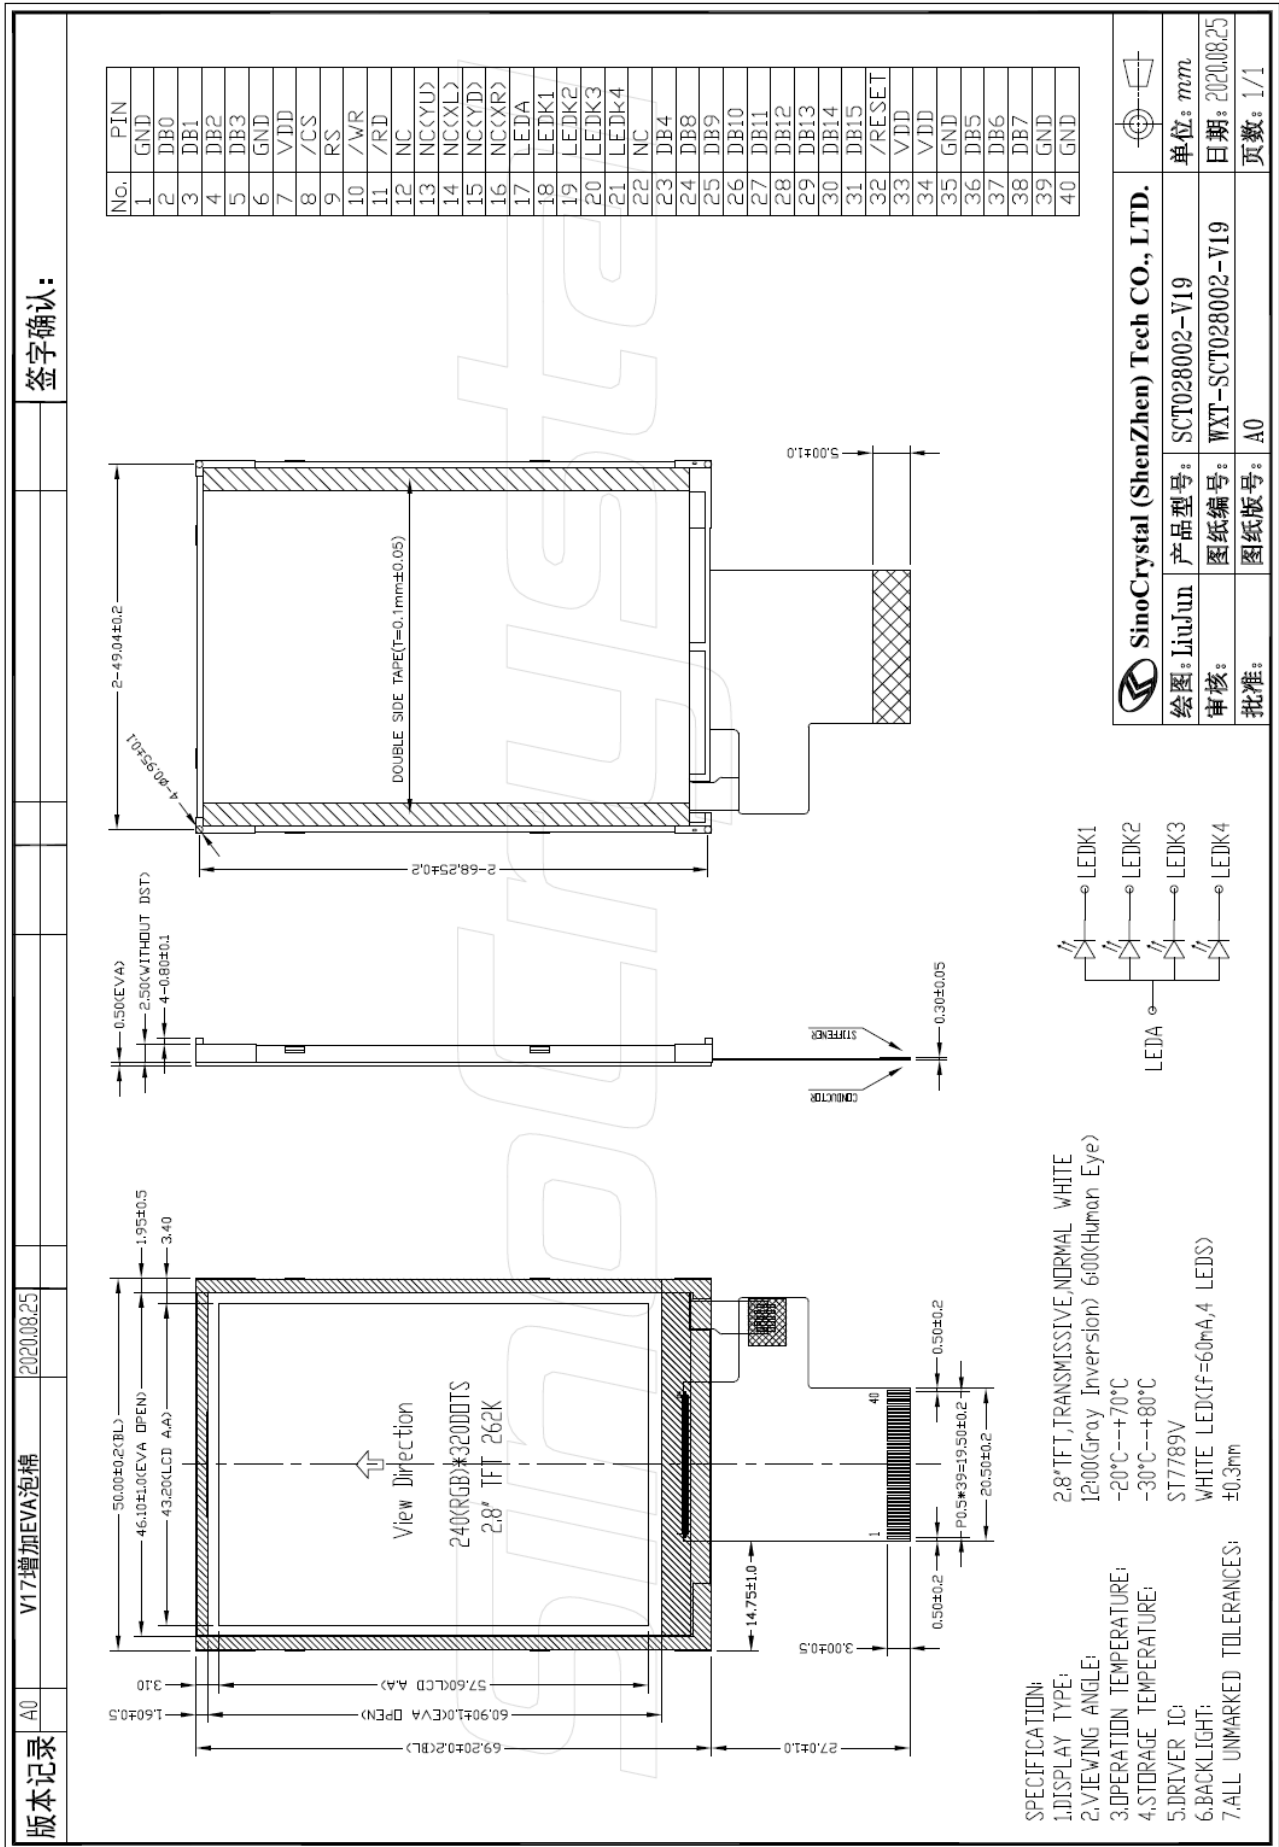 版本记录
A0
V17增加EVA泡棉
2020.08.25
签字确认:
50.00±0.2(BL)
46.10±1.0(EVA OPEN)
43.20(LCD A.A)
1.95±0.5
3.40
3.10
1.60±0.5
57.60(LCD A.A)
60.90±1.0(EVA OPEN)
69.20±0.2(BL)
27.0±1.0
View Direction
240(RGB)*320DOTS
2.8" TFT 262K
14.75±1.0
3.00±0.5
1
40
0.50±0.2
0.50±0.2
P0.5*39=19.50±0.2
20.50±0.2
0.50(EVA)
2.50(WITHOUT DST)
4-0.80±0.1
CONDUCTOR
STIFFENER
0.30±0.05
2-49.04±0.2
4-Ø0.95±0.1
2-68.25±0.2
DOUBLE SIDE TAPE(T=0.1mm±0.05)
5.00±1.0
No. PIN
1 GND
2 DB0
3 DB1
4 DB2
5 DB3
6 GND
7 VDD
8 /CS
9 RS
10 /WR
11 /RD
12 NC
13 NC(YU)
14 NC(XL)
15 NC(YD)
16 NC(XR)
17 LEDA
18 LEDK1
19 LEDK2
20 LEDK3
21 LEDK4
22 NC
23 DB4
24 DB8
25 DB9
26 DB10
27 DB11
28 DB12
29 DB13
30 DB14
31 DB15
32 /RESET
33 VDD
34 VDD
35 GND
36 DB5
37 DB6
38 DB7
39 GND
40 GND
SPECIFICATION:
1.DISPLAY TYPE: 2.8"TFT,TRANSMISSIVE,NORMAL WHITE
2.VIEWING ANGLE: 12:00(Gray Inversion) 6:00(Human Eye)
3.OPERATION TEMPERATURE: -20°C--+70°C
4.STORAGE TEMPERATURE: -30°C--+80°C
5.DRIVER IC: ST7789V
6.BACKLIGHT: WHITE LED(If=60mA,4 LEDS)
7.ALL UNMARKED TOLERANCES: ±0.3mm
LEDA
LEDK1
LEDK2
LEDK3
LEDK4
SinoCrystal (ShenZhen) Tech CO., LTD.
绘图: LiuJun 产品型号: SCT028002-V19 单位: mm
审核: 图纸编号: WXT-SCT028002-V19 日期: 2020.08.25
批准: 图纸版号: A0 页数: 1/1
SinoCrystal